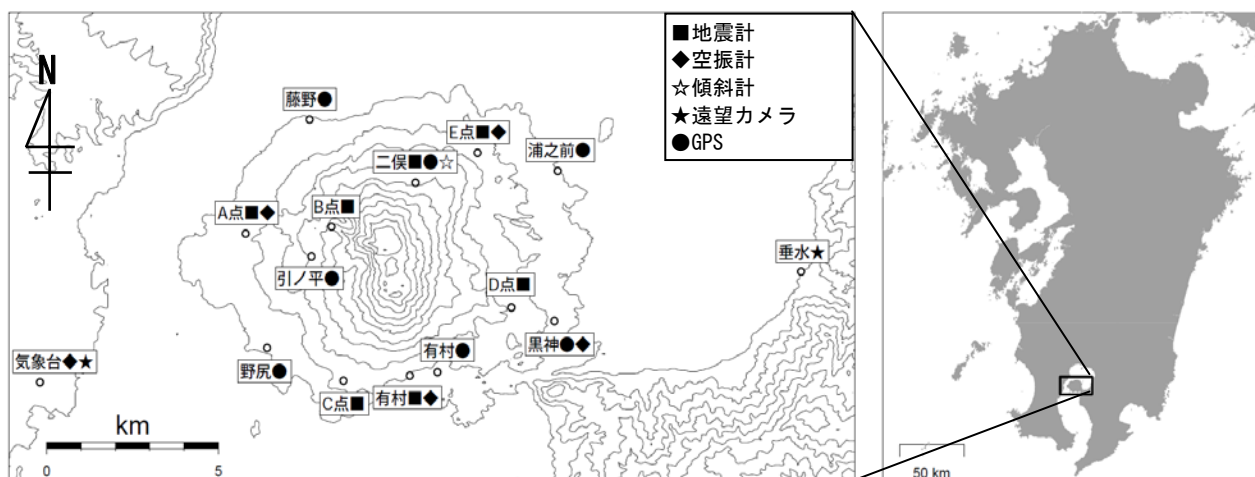 ■地震計
◆空振計
☆傾斜計
★遠望カメラ
●GPS
N
藤野●
E点■◆
浦之前●
二俣■●☆
A点■◆
B点■
引ノ平●
垂水★
D点■
黒神●◆
気象台◆★
野尻●
有村●
C点■
有村■◆
km
0
5
50 km